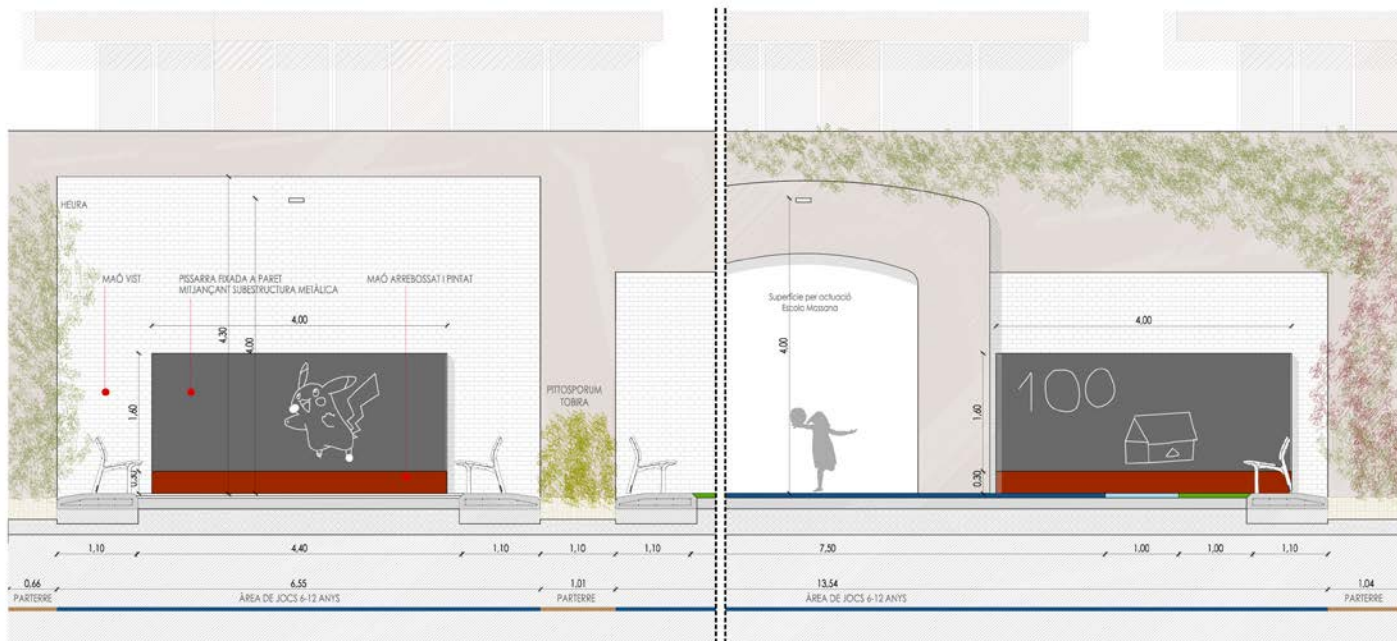 HEURA
MAÓ VIST
PISSARRA FIXADA A PARET
MITJANÇANT SUBESTRUCTURA METÀL·LICA
MAÓ ARREBOSSAT I PINTAT
4,00
4,30
4,00
1,60
0,30
PITTOSPORUM
TOBIRA
Superfície per actuació
Escola Massana
4,00
4,00
1,60
0,30
100
1,10
4,40
1,10
1,10
1,10
7,50
1,00
1,00
1,10
0,66
6,55
1,01
13,54
1,04
PARTERRE
ÀREA DE JOCS 6-12 ANYS
PARTERRE
ÀREA DE JOCS 6-12 ANYS
PARTERRE